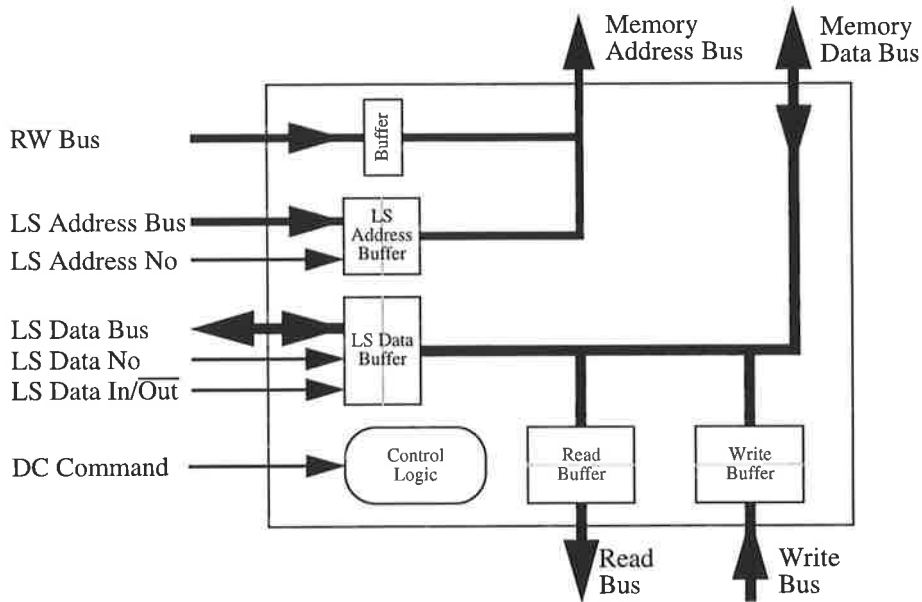 Memory
Address Bus
Memory
Data Bus
RW Bus
Buffer
LS Address Bus
LS Address No
LS
Address
Buffer
LS Data Bus
LS Data No
LS Data In/O̅u̅t̅
LS Data
Buffer
DC Command
Control
Logic
Read
Buffer
Write
Buffer
Read
Bus
Write
Bus